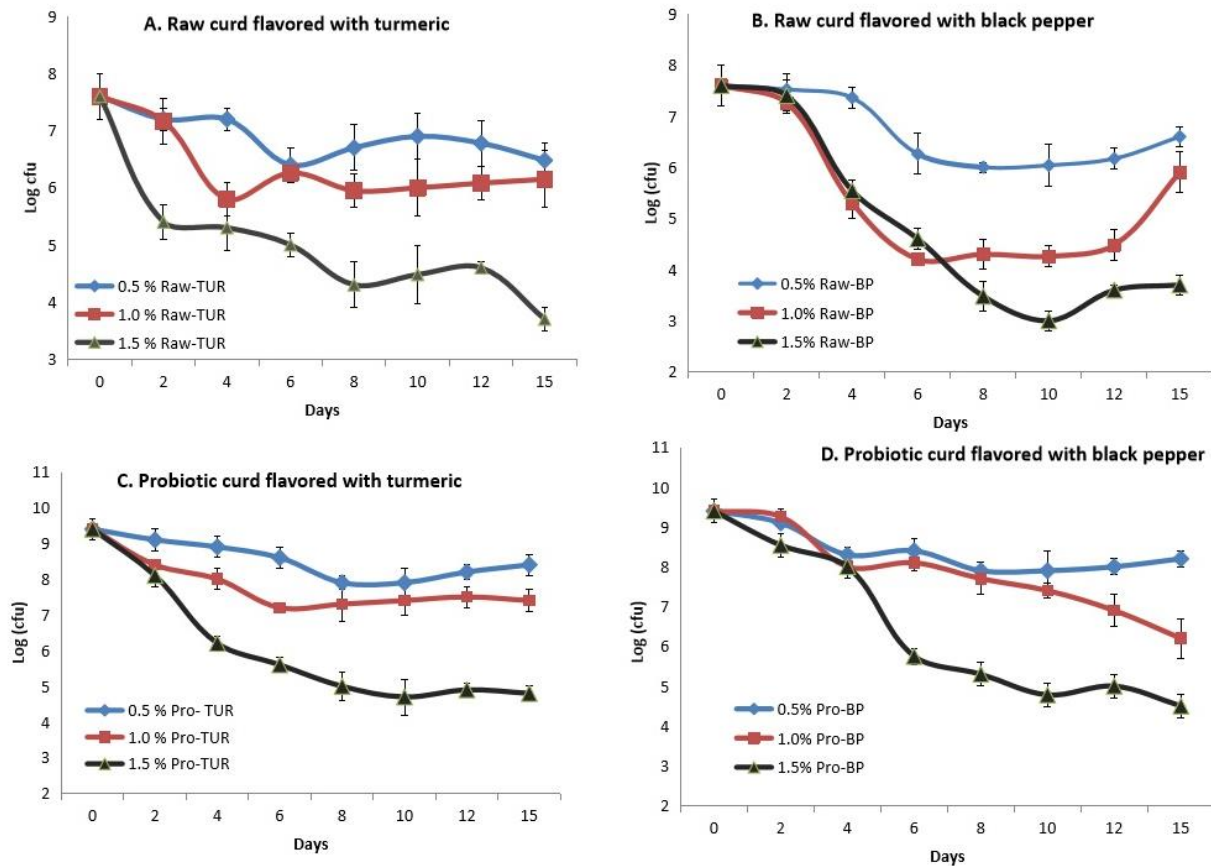 A. Raw curd flavored with turmeric
9
8
7
6
5
4
3
Log cfu
0.5 % Raw-TUR
1.0 % Raw-TUR
1.5 % Raw-TUR
0 2 4 6 8 10 12 15
Days
B. Raw curd flavored with black pepper
9
8
7
6
5
4
3
2
Log (cfu)
0.5% Raw-BP
1.0% Raw-BP
1.5% Raw-BP
0 2 4 6 8 10 12 15
Days
C. Probiotic curd flavored with turmeric
11
10
9
8
7
6
5
4
3
2
Log (cfu)
0.5 % Pro- TUR
1.0 % Pro-TUR
1.5 % Pro-TUR
0 2 4 6 8 10 12 15
Days
D. Probiotic curd flavored with black pepper
11
10
9
8
7
6
5
4
3
2
Log (cfu)
0.5% Pro-BP
1.0% Pro-BP
1.5% Pro-BP
0 2 4 6 8 10 12 15
Days